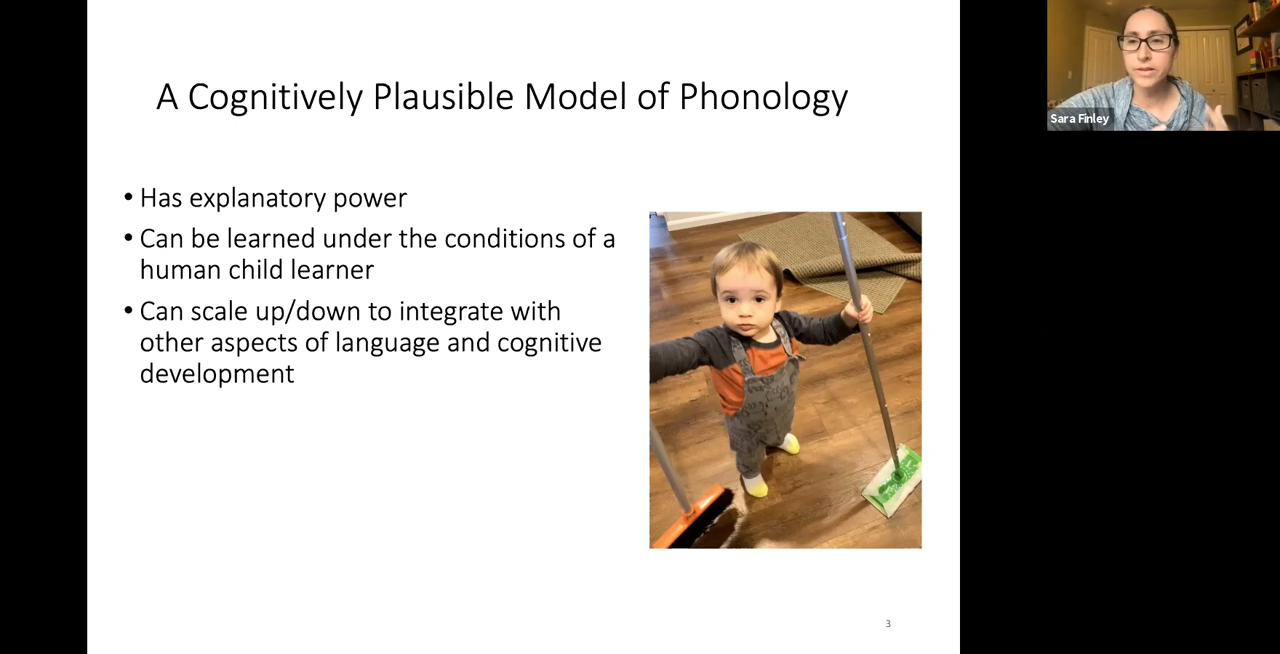 A Cognitively Plausible Model of Phonology
• Has explanatory power
• Can be learned under the conditions of a
human child learner
• Can scale up/down to integrate with
other aspects of language and cognitive
development
3
Sara Finley